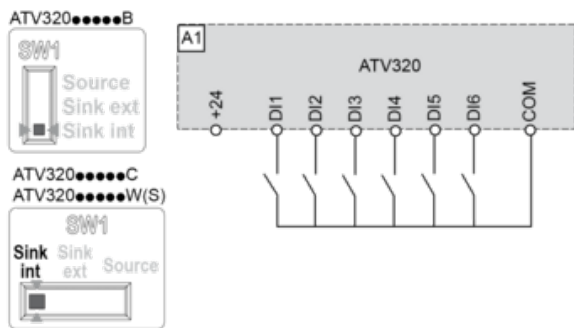 ATV320●●●●●B
SW1
Source
Sink ext
Sink int
ATV320●●●●●C
ATV320●●●●●W(S)
SW1
Sink int
Sink ext
Source
A1
ATV320
+24
DI1
DI2
DI3
DI4
DI5
DI6
COM